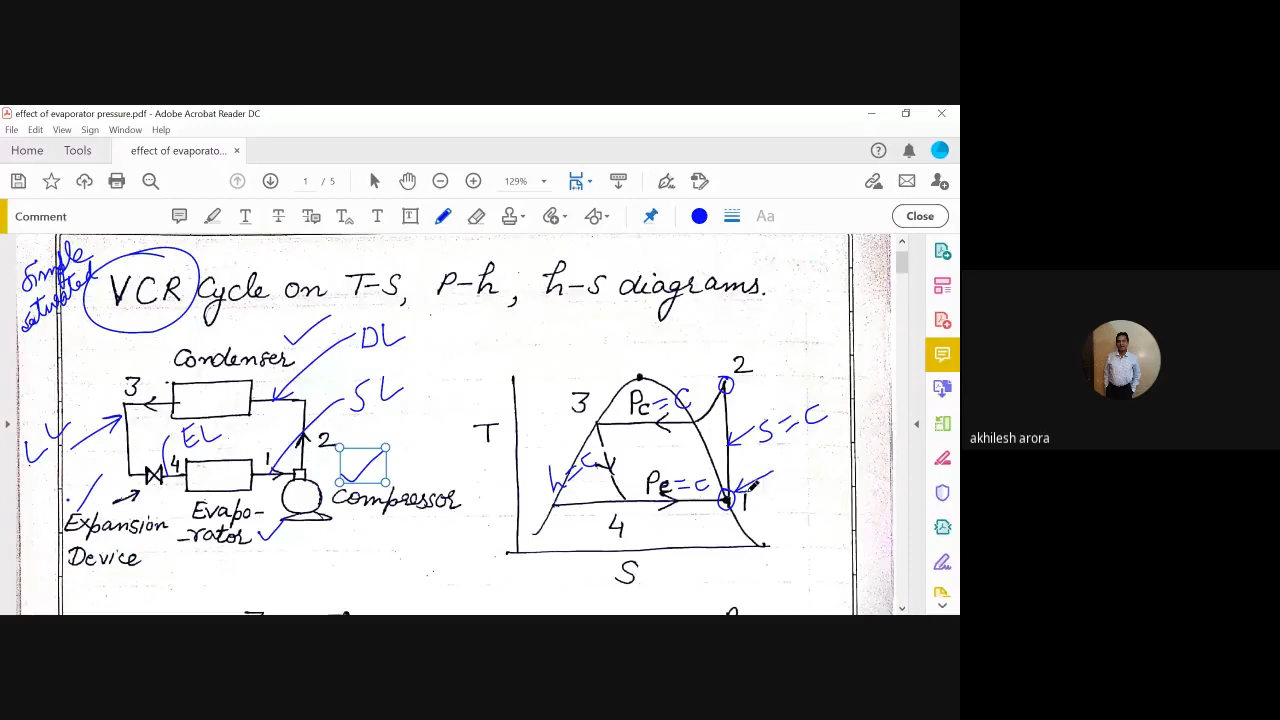 effect of evaporator pressure.pdf - Adobe Acrobat Reader DC
File Edit View Sign Window Help
Home Tools effect of evaporato... ×
1 / 5 129%
Comment
Aa
Close
Simple
saturated
VCR Cycle on T-S, P-h, h-s diagrams.
Condenser
DL
SL
3
LL
EL
4
1
2
Compressor
Evapo-
-rator
Expansion
Device
T
2
3
Pc = C
S = C
h = C
Pe = C
1
4
S
akhilesh arora